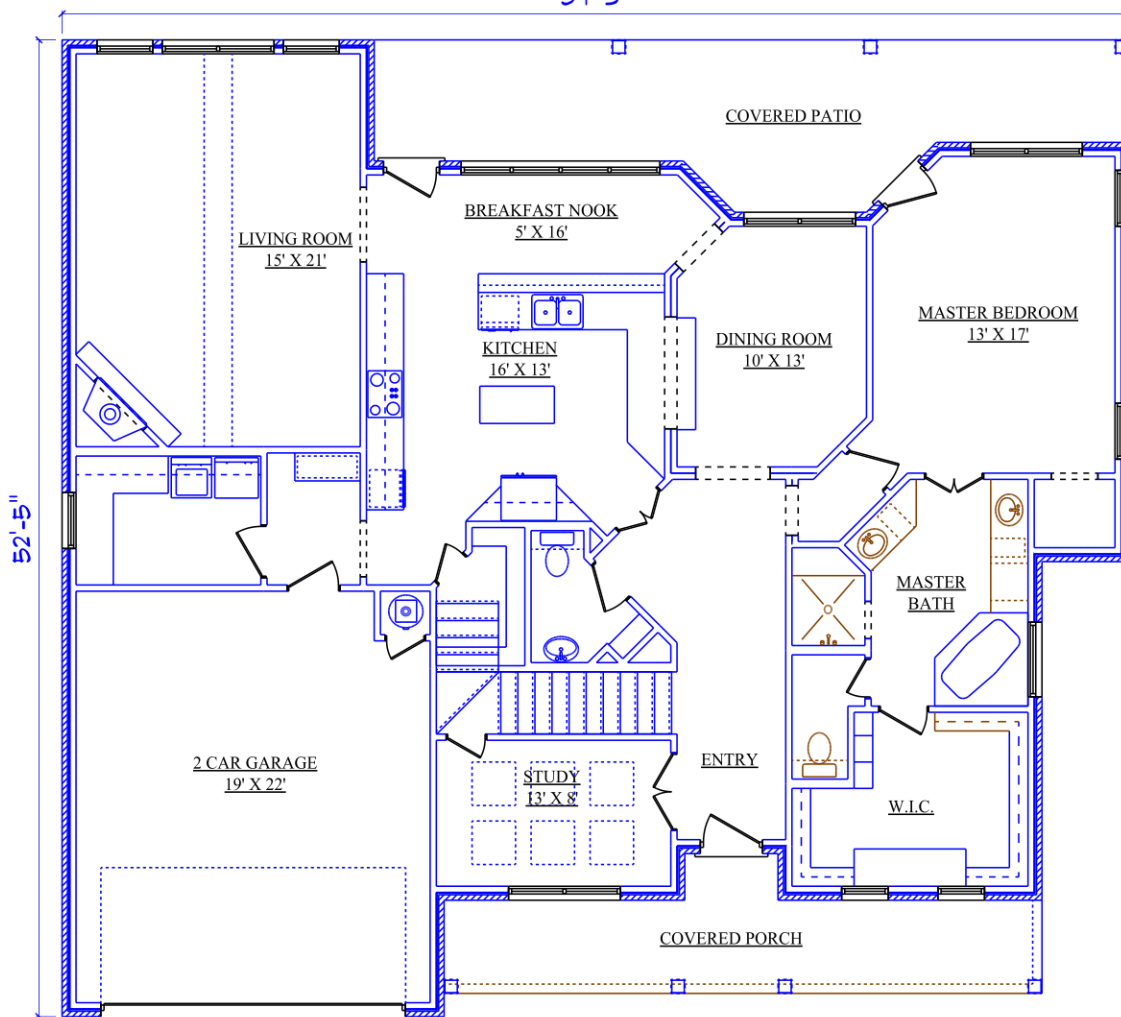 COVERED PATIO
BREAKFAST NOOK
5' X 16'
LIVING ROOM
15' X 21'
MASTER BEDROOM
13' X 17'
DINING ROOM
10' X 13'
KITCHEN
16' X 13'
52'-5"
MASTER
BATH
2 CAR GARAGE
19' X 22'
STUDY
13' X 8'
ENTRY
W.I.C.
COVERED PORCH